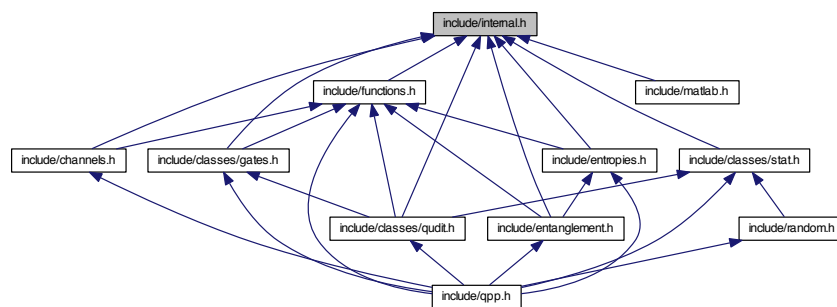 include/internal.h
include/functions.h
include/matlab.h
include/channels.h
include/classes/gates.h
include/entropies.h
include/classes/stat.h
include/classes/qudit.h
include/entanglement.h
include/random.h
include/qpp.h